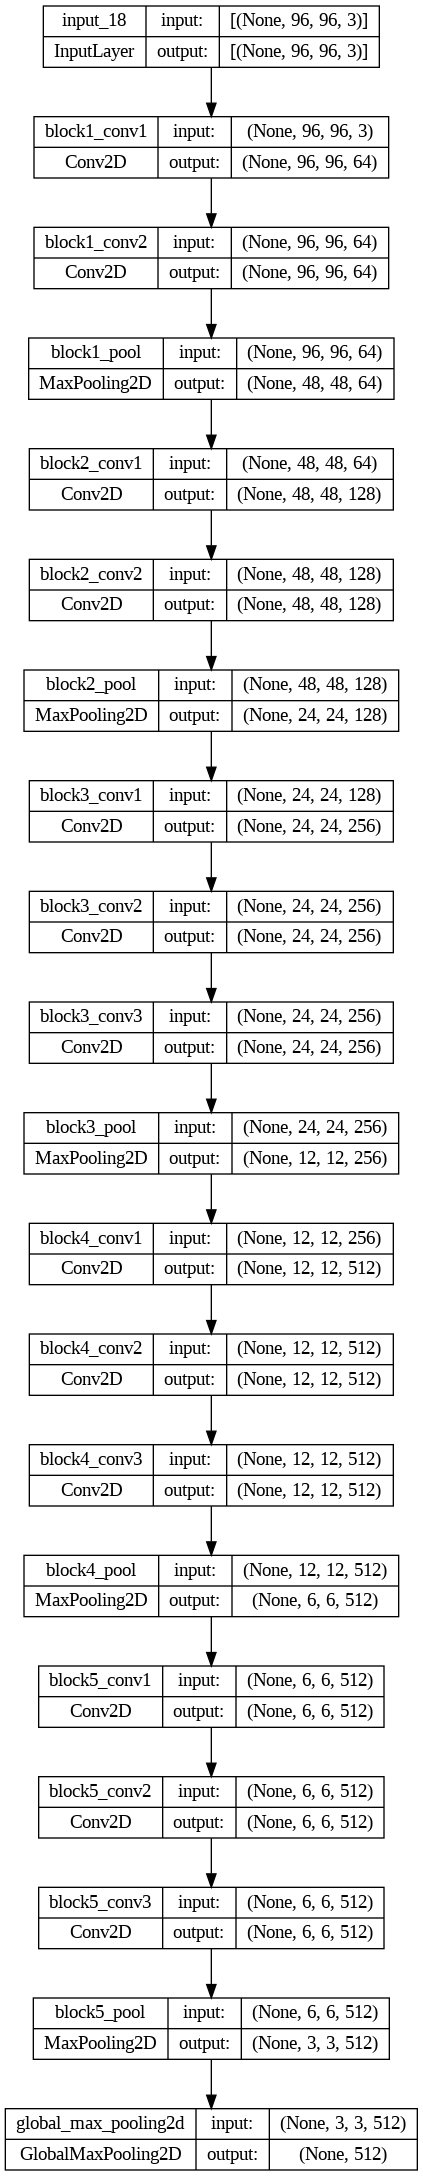 input_18 input: [(None, 96, 96, 3)]
InputLayer output: [(None, 96, 96, 3)]
block1_conv1 input: (None, 96, 96, 3)
Conv2D output: (None, 96, 96, 64)
block1_conv2 input: (None, 96, 96, 64)
Conv2D output: (None, 96, 96, 64)
block1_pool input: (None, 96, 96, 64)
MaxPooling2D output: (None, 48, 48, 64)
block2_conv1 input: (None, 48, 48, 64)
Conv2D output: (None, 48, 48, 128)
block2_conv2 input: (None, 48, 48, 128)
Conv2D output: (None, 48, 48, 128)
block2_pool input: (None, 48, 48, 128)
MaxPooling2D output: (None, 24, 24, 128)
block3_conv1 input: (None, 24, 24, 128)
Conv2D output: (None, 24, 24, 256)
block3_conv2 input: (None, 24, 24, 256)
Conv2D output: (None, 24, 24, 256)
block3_conv3 input: (None, 24, 24, 256)
Conv2D output: (None, 24, 24, 256)
block3_pool input: (None, 24, 24, 256)
MaxPooling2D output: (None, 12, 12, 256)
block4_conv1 input: (None, 12, 12, 256)
Conv2D output: (None, 12, 12, 512)
block4_conv2 input: (None, 12, 12, 512)
Conv2D output: (None, 12, 12, 512)
block4_conv3 input: (None, 12, 12, 512)
Conv2D output: (None, 12, 12, 512)
block4_pool input: (None, 12, 12, 512)
MaxPooling2D output: (None, 6, 6, 512)
block5_conv1 input: (None, 6, 6, 512)
Conv2D output: (None, 6, 6, 512)
block5_conv2 input: (None, 6, 6, 512)
Conv2D output: (None, 6, 6, 512)
block5_conv3 input: (None, 6, 6, 512)
Conv2D output: (None, 6, 6, 512)
block5_pool input: (None, 6, 6, 512)
MaxPooling2D output: (None, 3, 3, 512)
global_max_pooling2d input: (None, 3, 3, 512)
GlobalMaxPooling2D output: (None, 512)